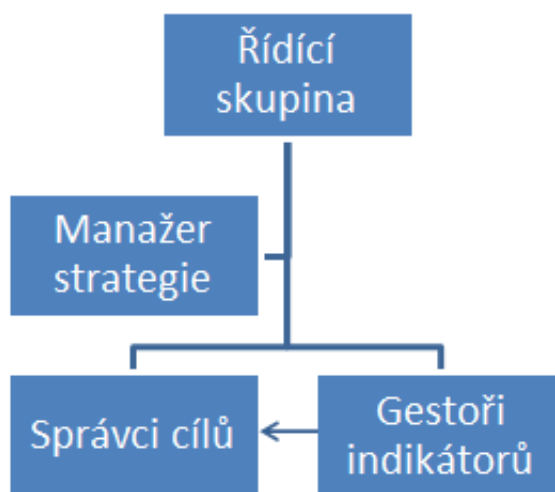 Řídící
skupina
Manažer
strategie
Správci cílů
Gestoři
indikátorů